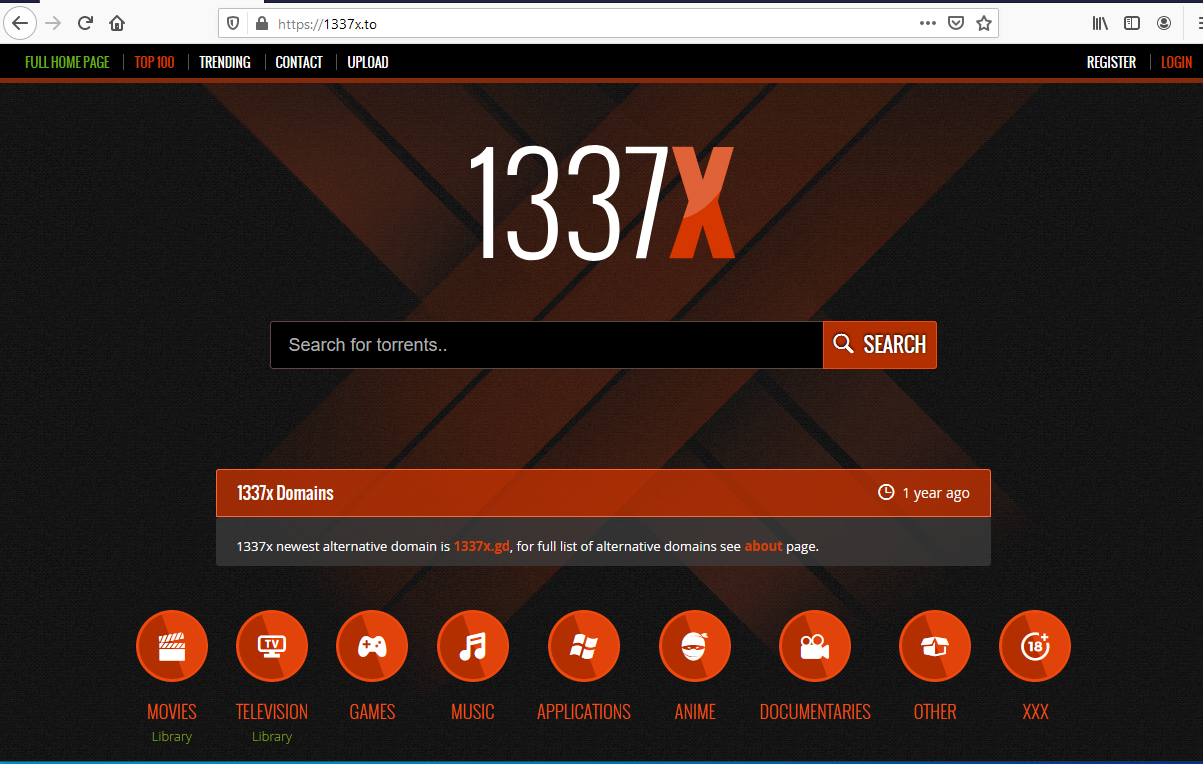 https://1337x.to
FULL HOME PAGE TOP 100 TRENDING CONTACT UPLOAD REGISTER LOGIN
1337X
Search for torrents.. SEARCH
1337x Domains 1 year ago
1337x newest alternative domain is 1337x.gd, for full list of alternative domains see about page.
TV 18+
MOVIES TELEVISION GAMES MUSIC APPLICATIONS ANIME DOCUMENTARIES OTHER XXX
Library Library